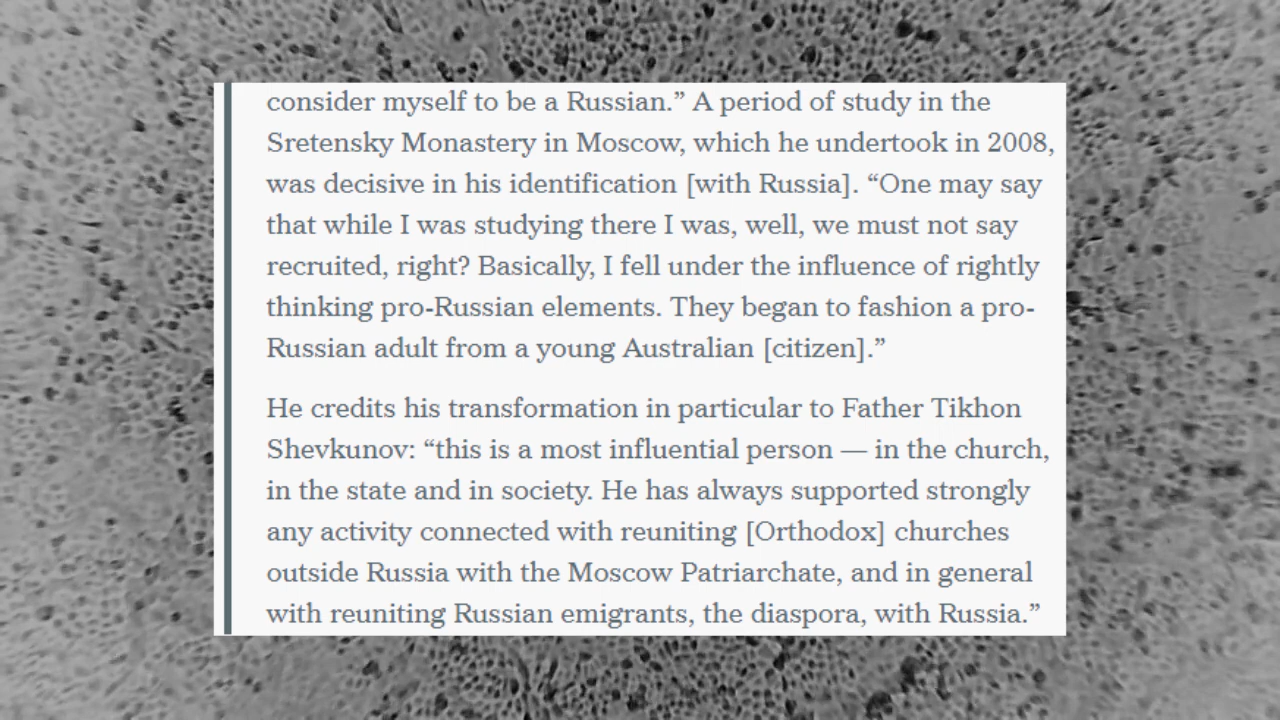 consider myself to be a Russian.” A period of study in the
Sretensky Monastery in Moscow, which he undertook in 2008,
was decisive in his identification [with Russia]. “One may say
that while I was studying there I was, well, we must not say
recruited, right? Basically, I fell under the influence of rightly
thinking pro-Russian elements. They began to fashion a pro-
Russian adult from a young Australian [citizen].”
He credits his transformation in particular to Father Tikhon
Shevkunov: “this is a most influential person — in the church,
in the state and in society. He has always supported strongly
any activity connected with reuniting [Orthodox] churches
outside Russia with the Moscow Patriarchate, and in general
with reuniting Russian emigrants, the diaspora, with Russia.”